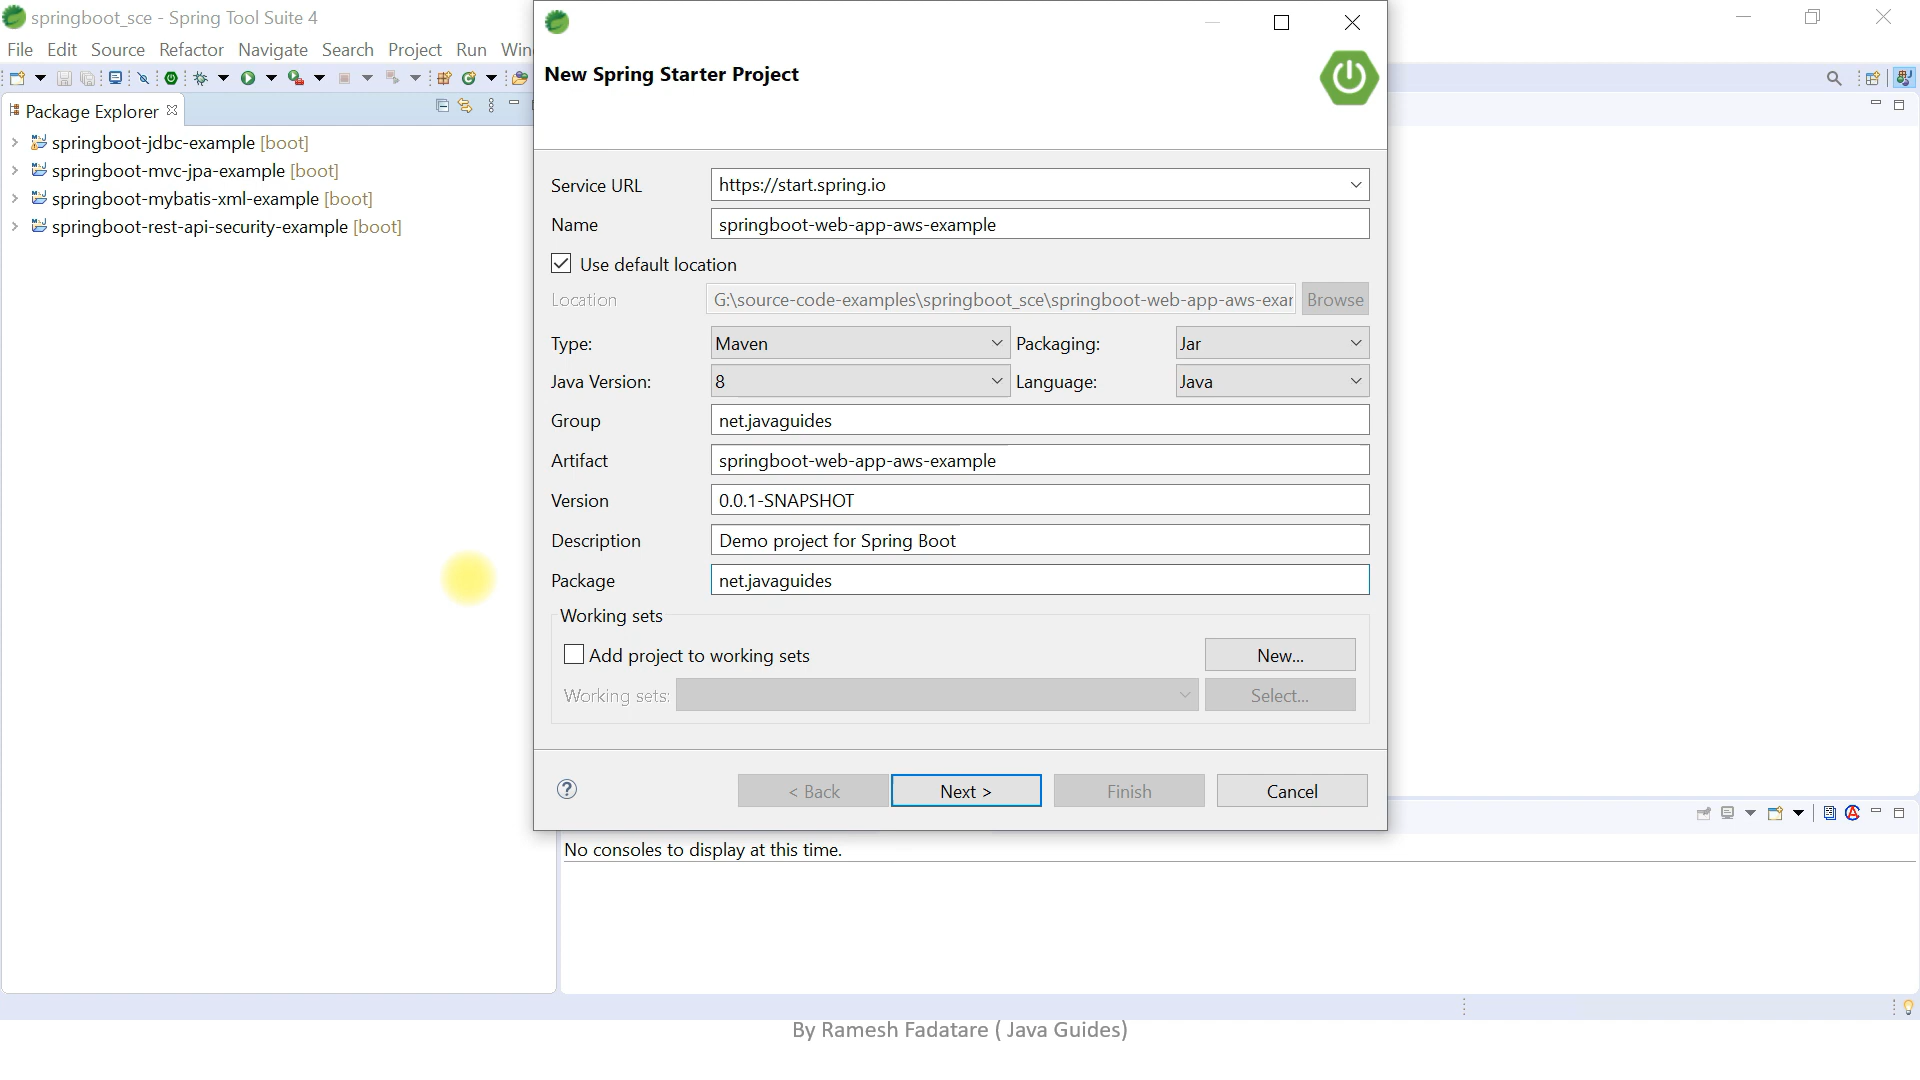 springboot_sce - Spring Tool Suite 4
File Edit Source Refactor Navigate Search Project Run
Package Explorer
springboot-jdbc-example [boot]
springboot-mvc-jpa-example [boot]
springboot-mybatis-xml-example [boot]
springboot-rest-api-security-example [boot]
New Spring Starter Project
Service URL https://start.spring.io
Name springboot-web-app-aws-example
Use default location
Location G:\source-code-examples\springboot_sce\springboot-web-app-aws-exar Browse
Type: Maven Packaging: Jar
Java Version: 8 Language: Java
Group net.javaguides
Artifact springboot-web-app-aws-example
Version 0.0.1-SNAPSHOT
Description Demo project for Spring Boot
Package net.javaguides
Working sets
Add project to working sets New...
Working sets: Select...
< Back Next > Finish Cancel
No consoles to display at this time.
By Ramesh Fadatare ( Java Guides)